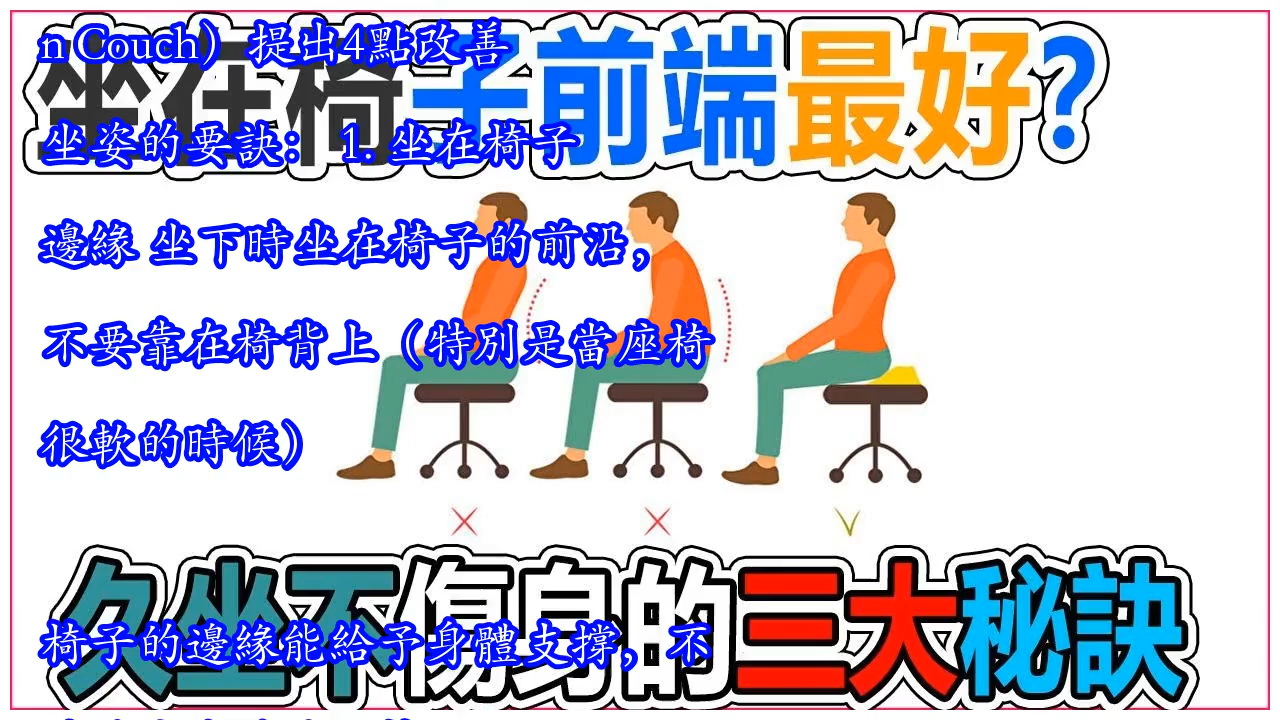 坐在椅子前端最好?
n Couch）提出4點改善
坐姿的要訣： 1. 坐在椅子
邊緣 坐下時坐在椅子的前沿，
不要靠在椅背上（特別是當座椅
很軟的時候）
久坐不傷身的三大秘訣
椅子的邊緣能給予身體支撐，不